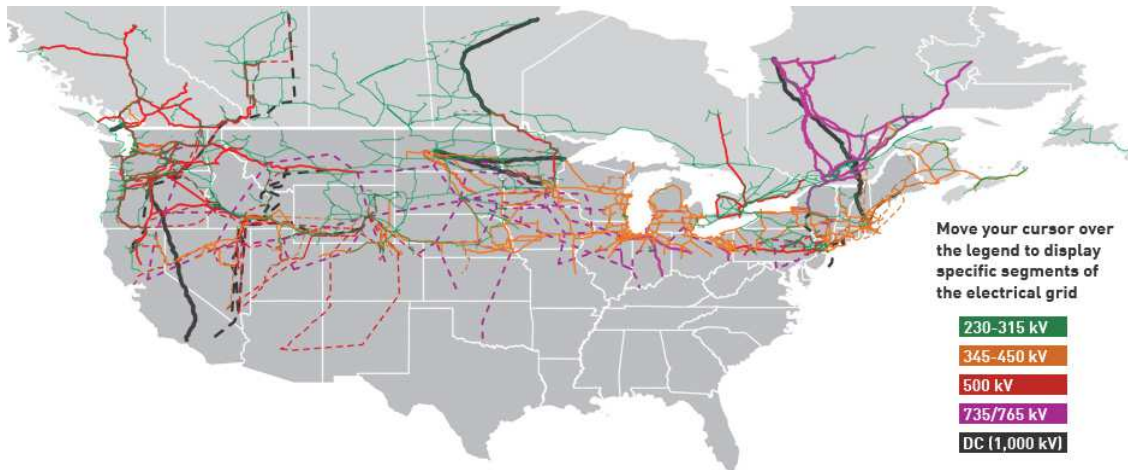 Move your cursor over
the legend to display
specific segments of
the electrical grid
230-315 kV
345-450 kV
500 kV
735/765 kV
DC (1,000 kV)